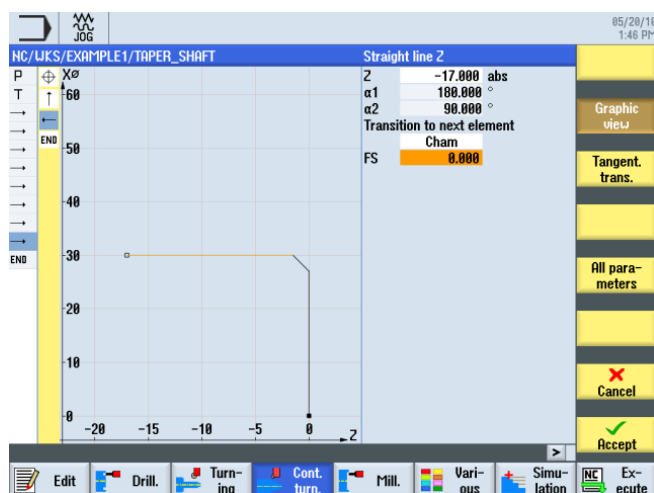 05/20/1
1:46 PM
JOG
NC/WKS/EXAMPLE1/TAPER_SHAFT
Straight line Z
P
T
END
END
Xø
60
50
40
30
20
10
0
-20 -15 -10 -5 0 Z
Z -17.000 abs
α1 180.000 °
α2 90.000 °
Transition to next element
Cham
FS 0.000
Graphic
view
Tangent.
trans.
All para-
meters
Cancel
Accept
>
Edit
Drill.
Turn-
ing
Cont.
turn.
Mill.
Vari-
ous
Simu-
lation
NC
Ex-
ecute